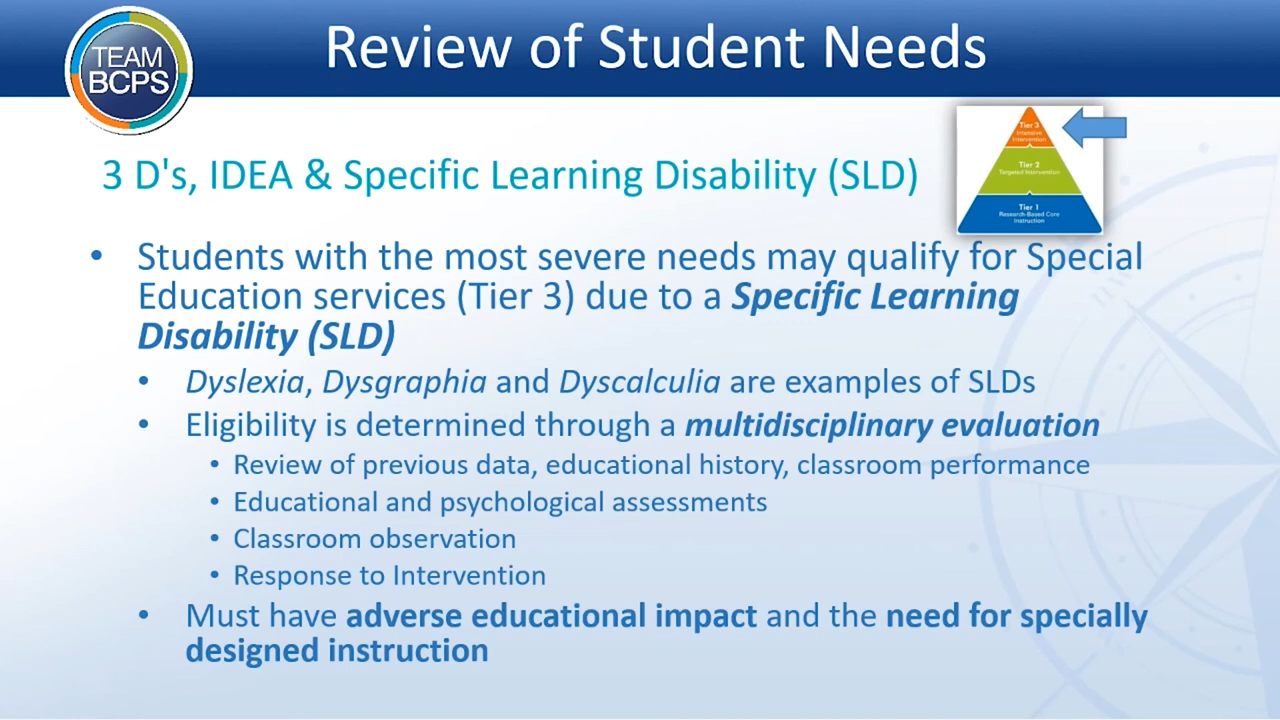 TEAM
BCPS
Review of Student Needs
3 D's, IDEA & Specific Learning Disability (SLD)
Tier 3
Intensive
Intervention
Tier 2
Targeted Intervention
Tier 1
Research-Based Core
Instruction
• Students with the most severe needs may qualify for Special
Education services (Tier 3) due to a Specific Learning
Disability (SLD)
• Dyslexia, Dysgraphia and Dyscalculia are examples of SLDs
• Eligibility is determined through a multidisciplinary evaluation
• Review of previous data, educational history, classroom performance
• Educational and psychological assessments
• Classroom observation
• Response to Intervention
• Must have adverse educational impact and the need for specially
designed instruction